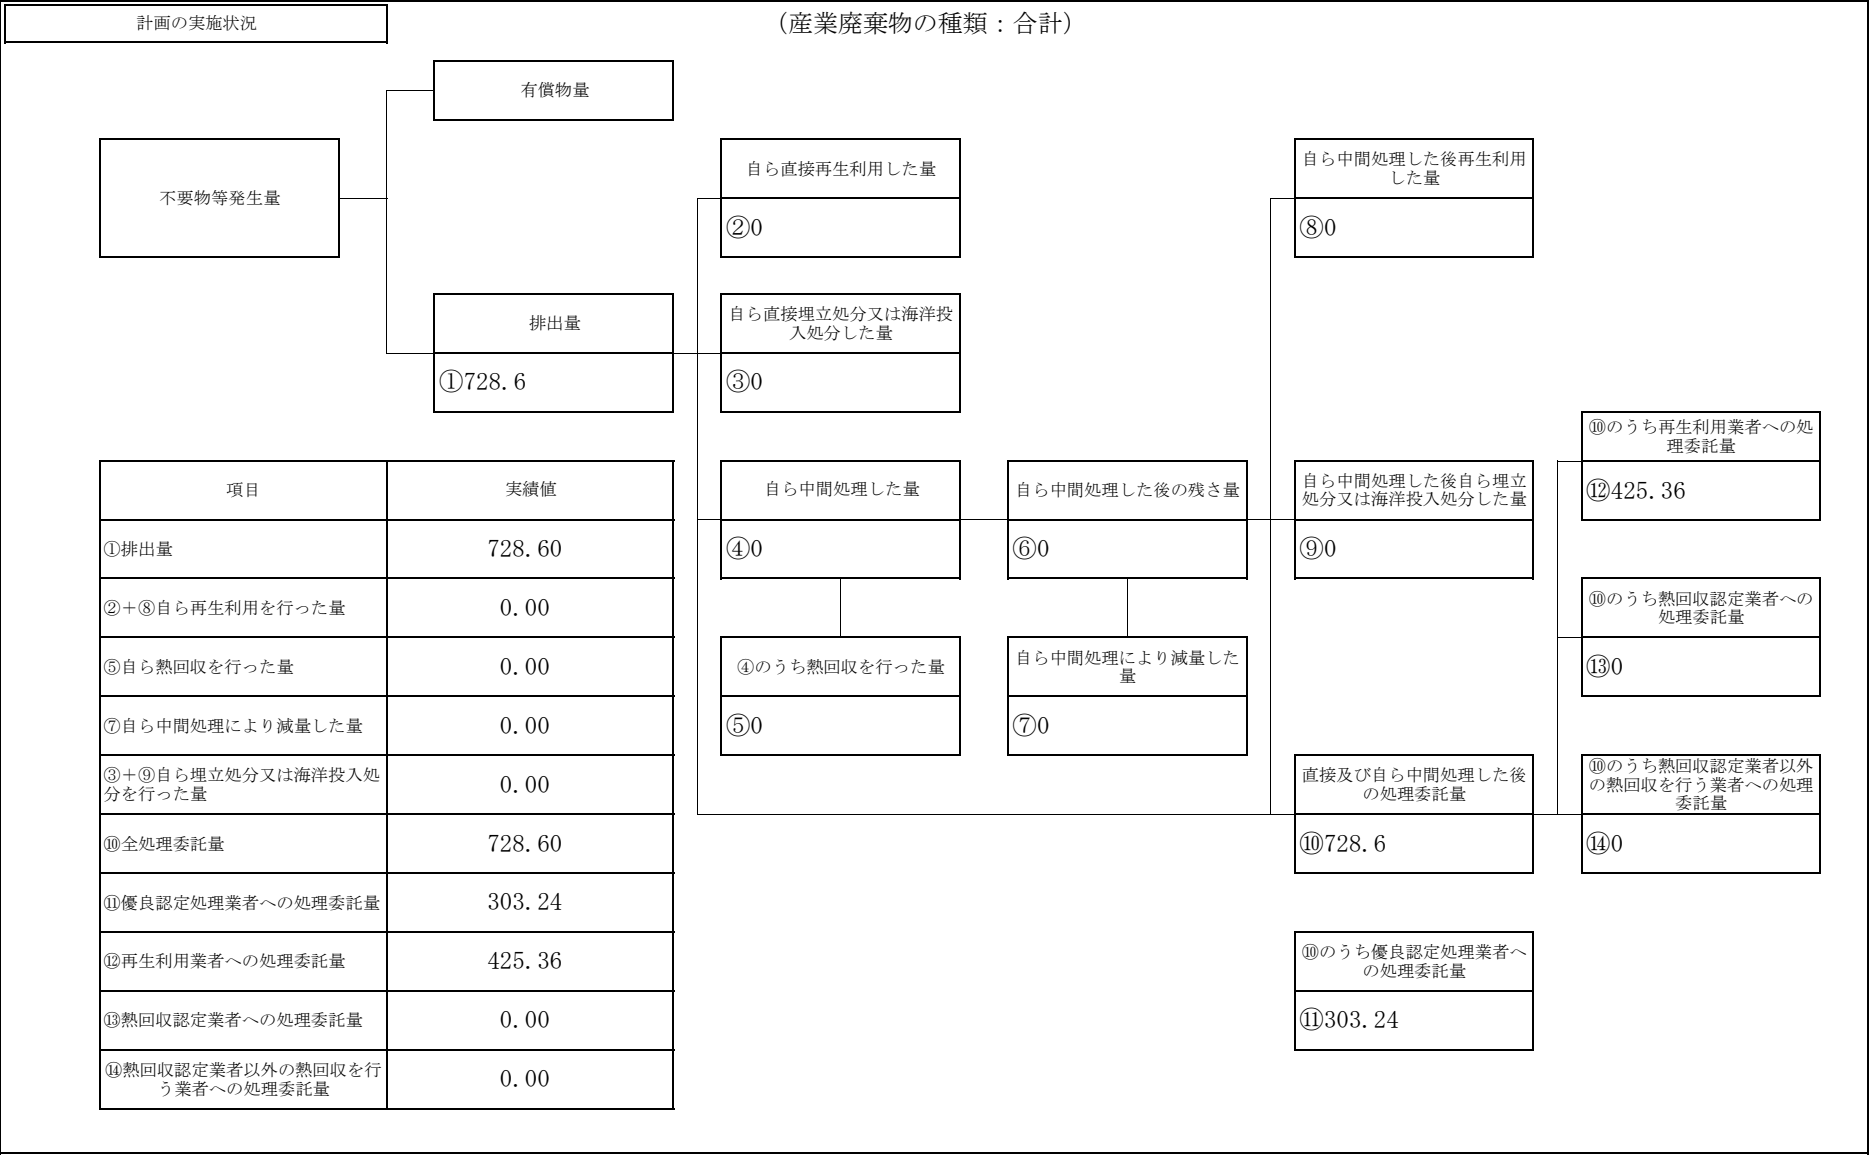 計画の実施状況
(産業廃棄物の種類：合計)
有償物量
不要物等発生量
自ら直接再生利用した量
②0
自ら中間処理した後再生利用
した量
⑧0
排出量
①728.6
自ら直接埋立処分又は海洋投
入処分した量
③0
⑩のうち再生利用業者への処
理委託量
⑫425.36
自ら中間処理した量
④0
自ら中間処理した後の残さ量
⑥0
自ら中間処理した後自ら埋立
処分又は海洋投入処分した量
⑨0
⑩のうち熱回収認定業者への
処理委託量
⑬0
④のうち熱回収を行った量
⑤0
自ら中間処理により減量した
量
⑦0
直接及び自ら中間処理した後
の処理委託量
⑩728.6
⑩のうち熱回収認定業者以外
の熱回収を行う業者への処理
委託量
⑭0
⑩のうち優良認定処理業者へ
の処理委託量
⑪303.24
項目 実績値
①排出量 728.60
②＋⑧自ら再生利用を行った量 0.00
⑤自ら熱回収を行った量 0.00
⑦自ら中間処理により減量した量 0.00
③＋⑨自ら埋立処分又は海洋投入処
分を行った量 0.00
⑩全処理委託量 728.60
⑪優良認定処理業者への処理委託量 303.24
⑫再生利用業者への処理委託量 425.36
⑬熱回収認定業者への処理委託量 0.00
⑭熱回収認定業者以外の熱回収を行
う業者への処理委託量 0.00